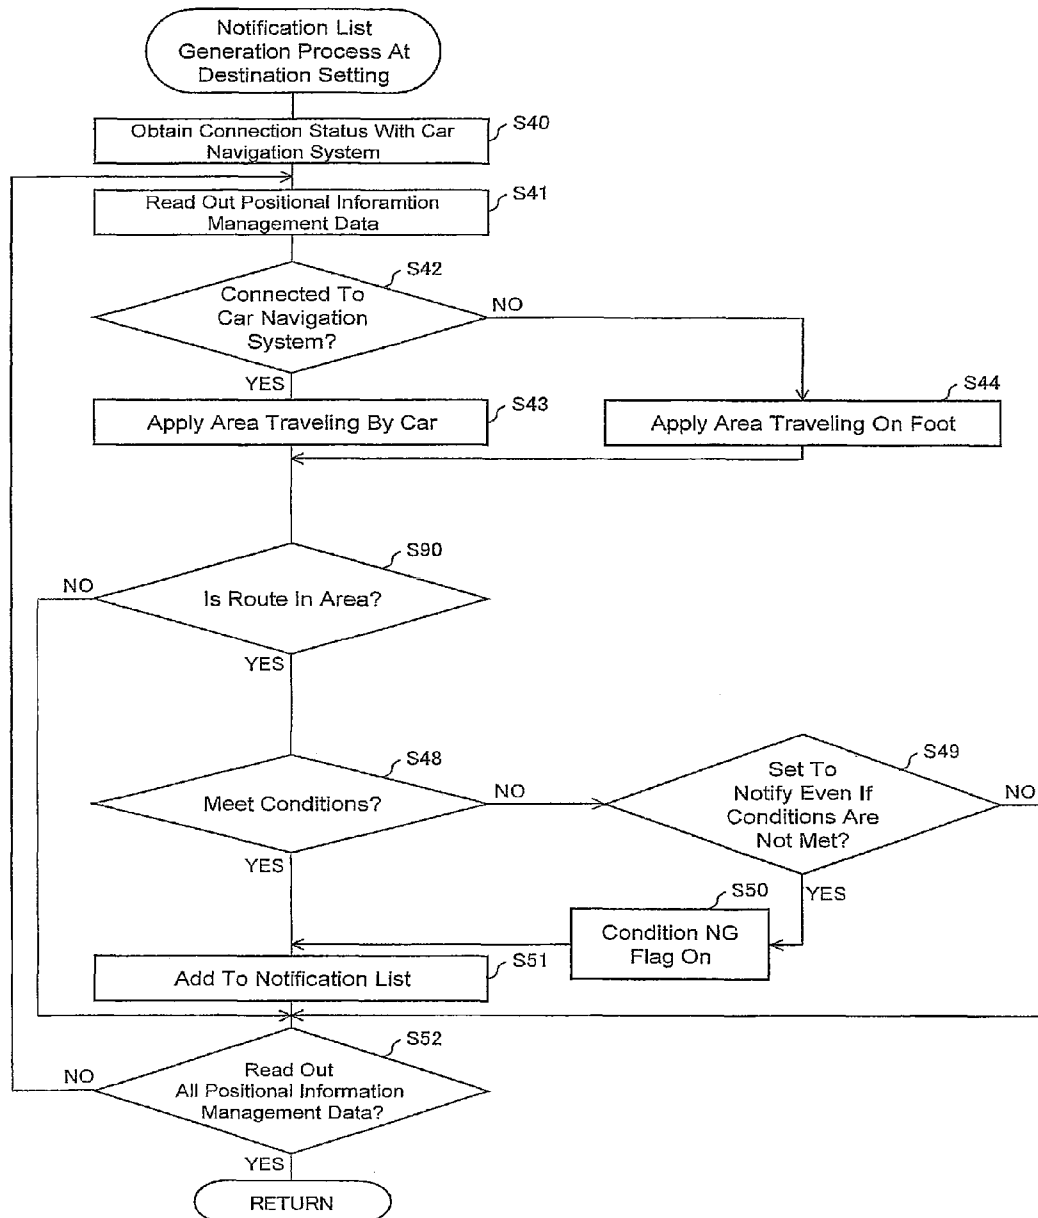 Notification List
Generation Process At
Destination Setting
Obtain Connection Status With Car
Navigation System
S40
Read Out Positional Inforamtion
Management Data
S41
S42
Connected To
Car Navigation
System?
NO
YES
Apply Area Traveling By Car
S43
S44
Apply Area Traveling On Foot
S90
NO
Is Route In Area?
YES
S48
Meet Conditions?
NO
S49
Set To
Notify Even If
Conditions Are
Not Met?
NO
YES
YES
S50
Condition NG
Flag On
S51
Add To Notification List
S52
NO
Read Out
All Positional Information
Management Data?
YES
RETURN